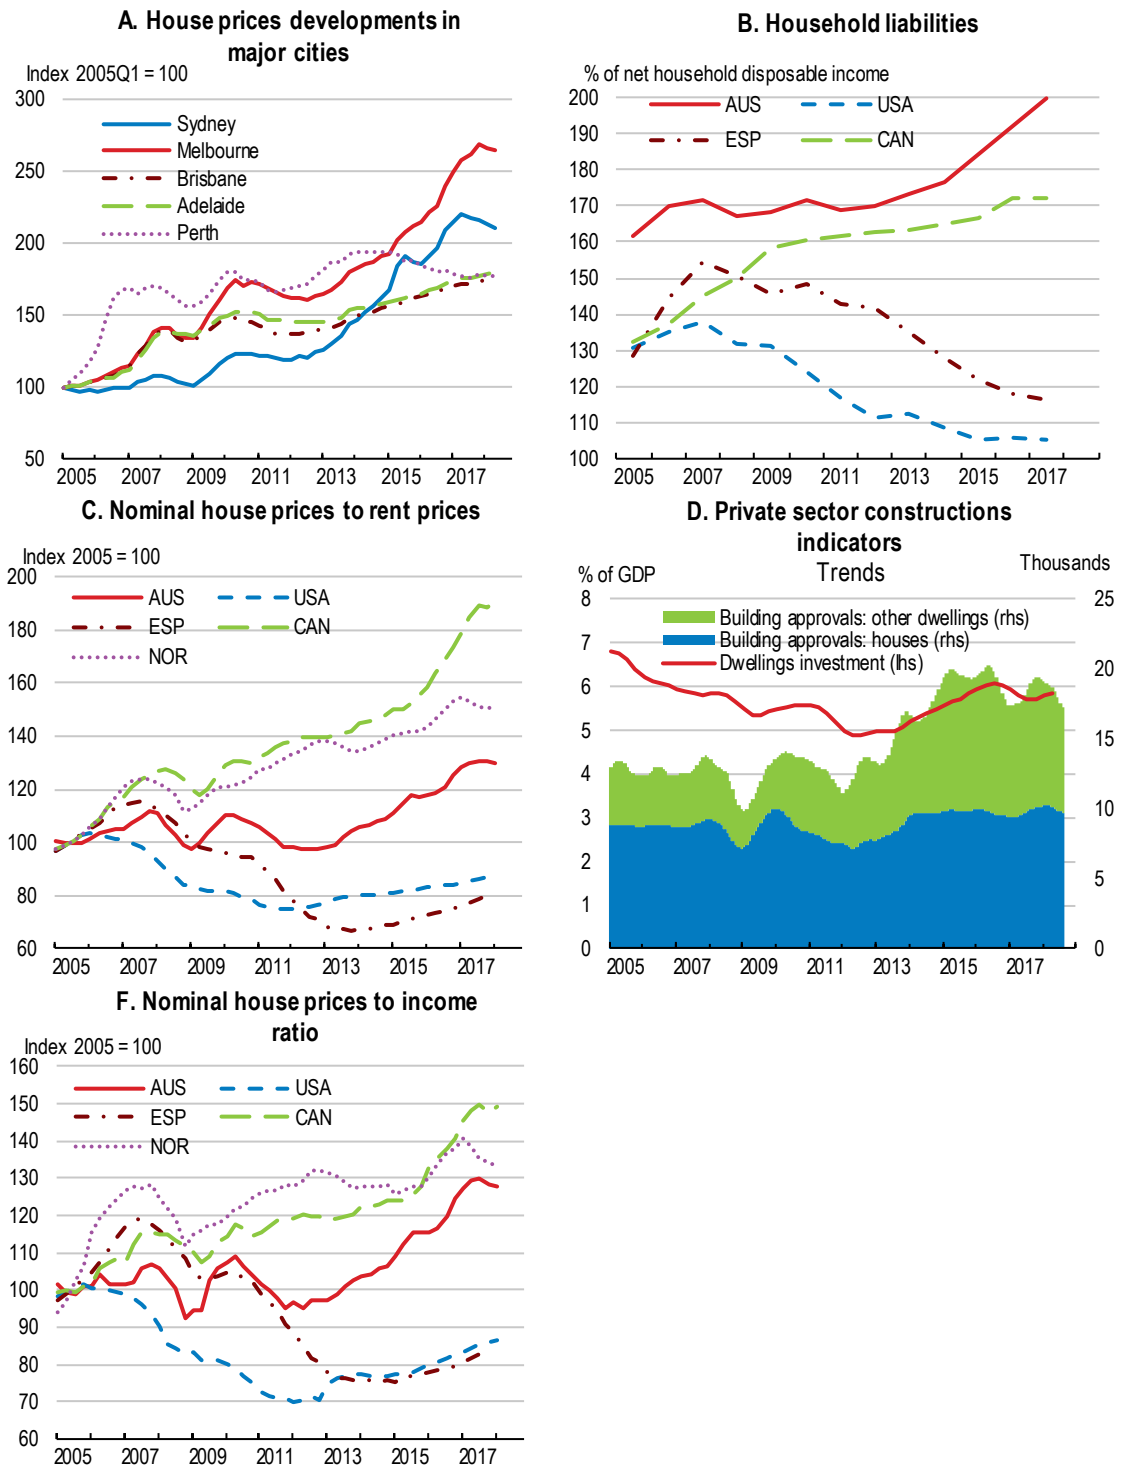 A. House prices developments in
major cities
Index 2005Q1 = 100
300
250
200
150
100
50
Sydney
Melbourne
Brisbane
Adelaide
Perth
2005 2007 2009 2011 2013 2015 2017
B. Household liabilities
% of net household disposable income
200
190
180
170
160
150
140
130
120
110
100
AUS USA
ESP CAN
2005 2007 2009 2011 2013 2015 2017
C. Nominal house prices to rent prices
Index 2005 = 100
200
180
160
140
120
100
80
60
AUS USA
ESP CAN
NOR
2005 2007 2009 2011 2013 2015 2017
D. Private sector constructions
indicators
Trends
% of GDP Thousands
8
7
6
5
4
3
2
1
0
Building approvals: other dwellings (rhs)
Building approvals: houses (rhs)
Dwellings investment (lhs)
25
20
15
10
5
0
2005 2007 2009 2011 2013 2015 2017
F. Nominal house prices to income
ratio
Index 2005 = 100
160
150
140
130
120
110
100
90
80
70
60
AUS USA
ESP CAN
NOR
2005 2007 2009 2011 2013 2015 2017